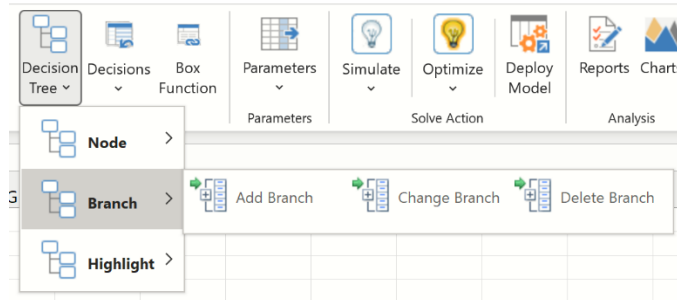 Decision Decisions Box Parameters Simulate Optimize Deploy Reports Chart
Tree Function Model
Parameters Solve Action Analysis
Node
G Branch Add Branch Change Branch Delete Branch
Highlight